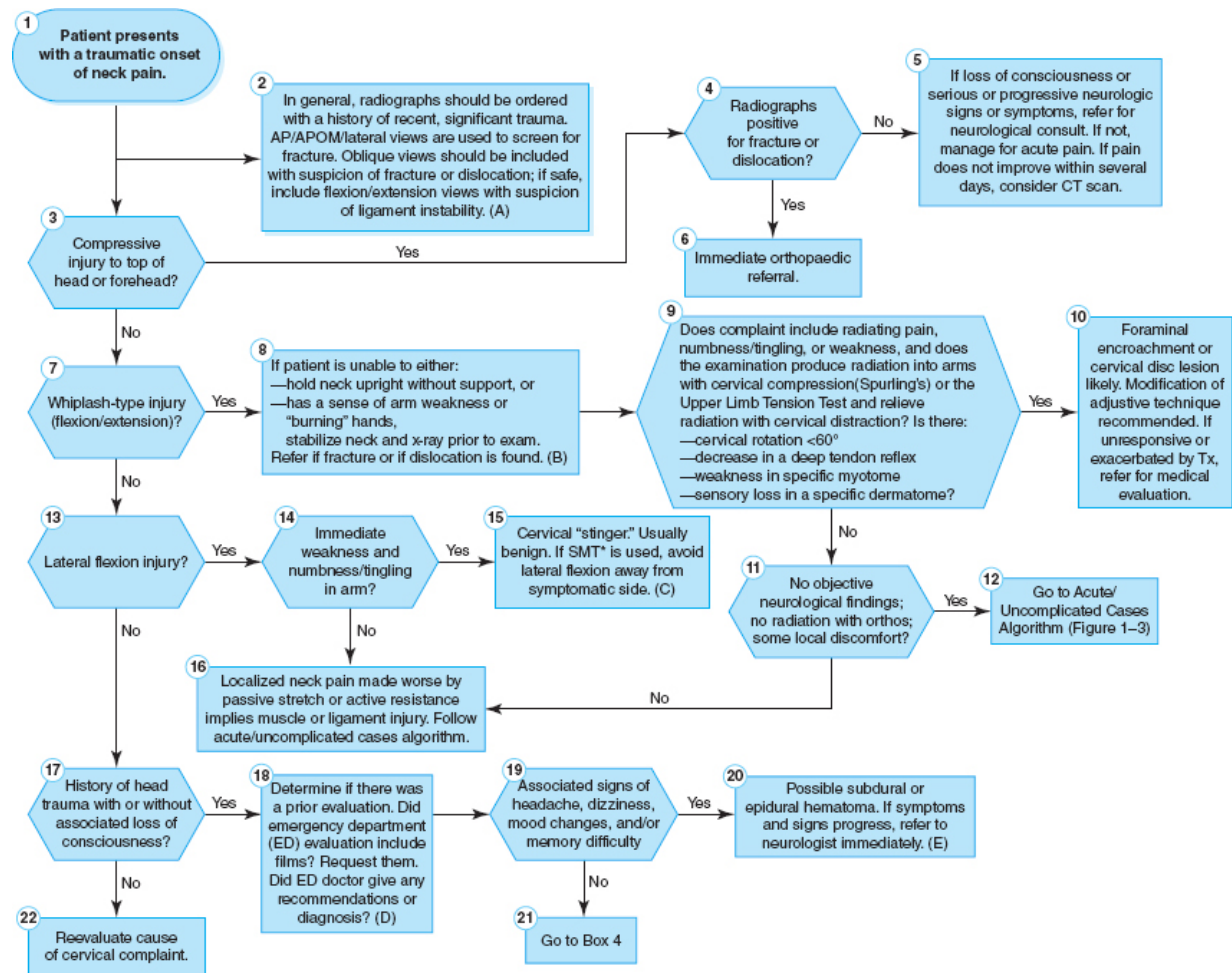 1
Patient presents
with a traumatic onset
of neck pain.
2
In general, radiographs should be ordered
with a history of recent, significant trauma.
AP/APOM/lateral views are used to screen for
fracture. Oblique views should be included
with suspicion of fracture or dislocation; if safe,
include flexion/extension views with suspicion
of ligament instability. (A)
3
Compressive
injury to top of
head or forehead?
Yes
No
4
Radiographs
positive
for fracture or
dislocation?
No
Yes
5
If loss of consciousness or
serious or progressive neurologic
signs or symptoms, refer for
neurological consult. If not,
manage for acute pain. If pain
does not improve within several
days, consider CT scan.
6
Immediate orthopaedic
referral.
7
Whiplash-type injury
(flexion/extension)?
Yes
No
8
If patient is unable to either:
—hold neck upright without support, or
—has a sense of arm weakness or
“burning” hands,
stabilize neck and x-ray prior to exam.
Refer if fracture or if dislocation is found. (B)
9
Does complaint include radiating pain,
numbness/tingling, or weakness, and does
the examination produce radiation into arms
with cervical compression(Spurling's) or the
Upper Limb Tension Test and relieve
radiation with cervical distraction? Is there:
—cervical rotation <60°
—decrease in a deep tendon reflex
—weakness in specific myotome
—sensory loss in a specific dermatome?
Yes
No
10
Foraminal
encroachment or
cervical disc lesion
likely. Modification of
adjustive technique
recommended. If
unresponsive or
exacerbated by Tx,
refer for medical
evaluation.
11
No objective
neurological findings;
no radiation with orthos;
some local discomfort?
Yes
No
12
Go to Acute/
Uncomplicated Cases
Algorithm (Figure 1–3)
13
Lateral flexion injury?
Yes
No
14
Immediate
weakness and
numbness/tingling
in arm?
Yes
No
15
Cervical “stinger.” Usually
benign. If SMT* is used, avoid
lateral flexion away from
symptomatic side. (C)
16
Localized neck pain made worse by
passive stretch or active resistance
implies muscle or ligament injury. Follow
acute/uncomplicated cases algorithm.
17
History of head
trauma with or without
associated loss of
consciousness?
Yes
No
18
Determine if there was
a prior evaluation. Did
emergency department
(ED) evaluation include
films? Request them.
Did ED doctor give any
recommendations or
diagnosis? (D)
19
Associated signs of
headache, dizziness,
mood changes, and/or
memory difficulty
Yes
No
20
Possible subdural or
epidural hematoma. If symptoms
and signs progress, refer to
neurologist immediately. (E)
21
Go to Box 4
22
Reevaluate cause
of cervical complaint.